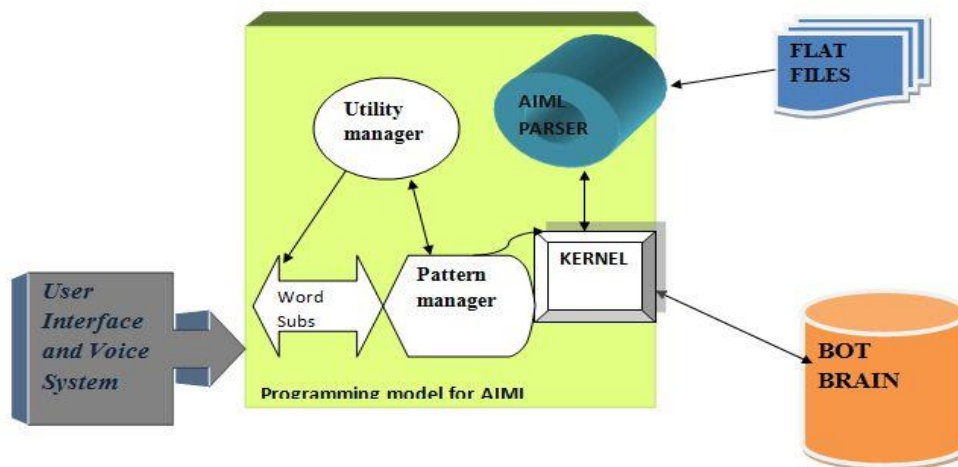 FLAT
FILES
AIML
PARSER
Utility
manager
KERNEL
Pattern
manager
Word
Subs
User
Interface
and Voice
System
BOT
BRAIN
Programming model for AIML